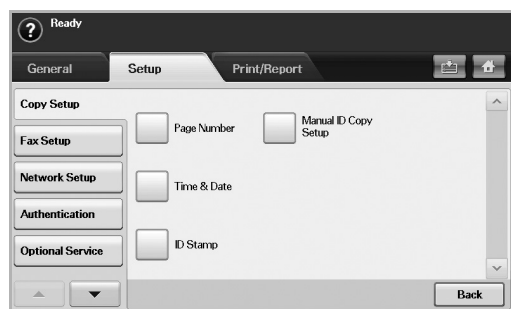 ? Ready
General Setup Print/Report
Copy Setup
Fax Setup
Network Setup
Authentication
Optional Service
Page Number
Manual ID Copy
Setup
Time & Date
ID Stamp
Back